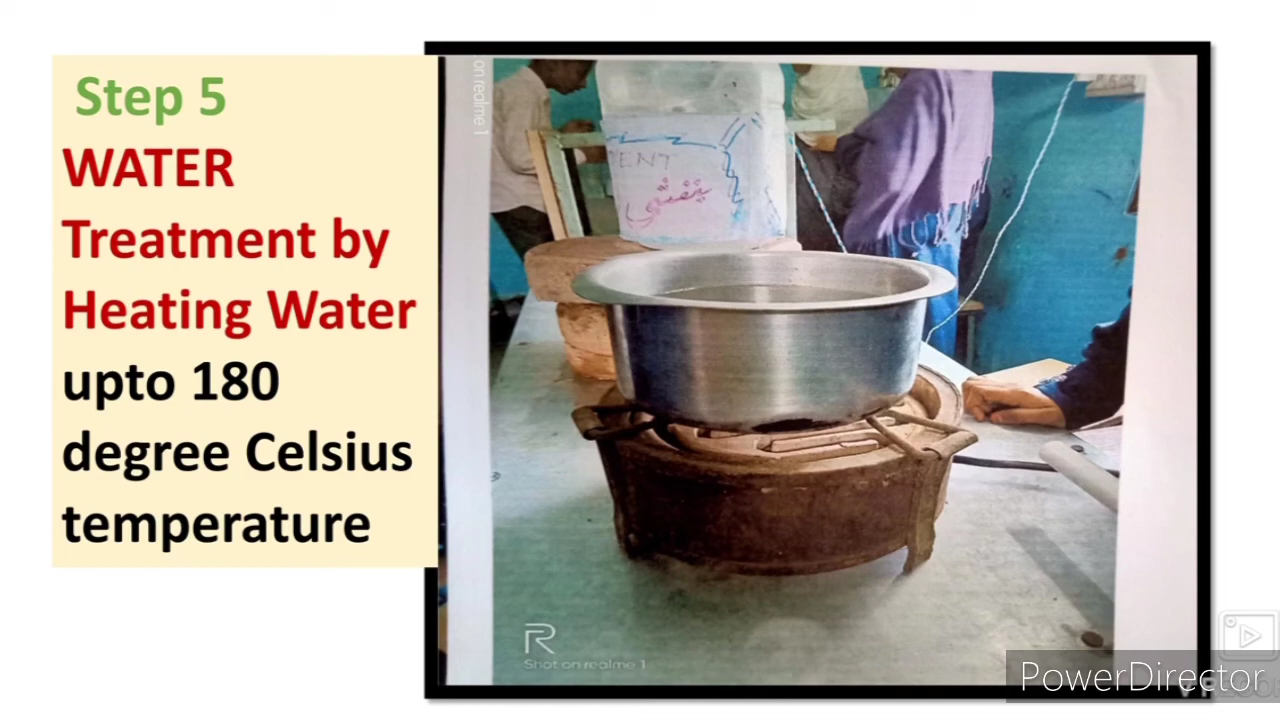 Step 5
WATER
Treatment by
Heating Water
upto 180
degree Celsius
temperature
on realme 1
ENT
R
Shot on realme 1
PowerDirector